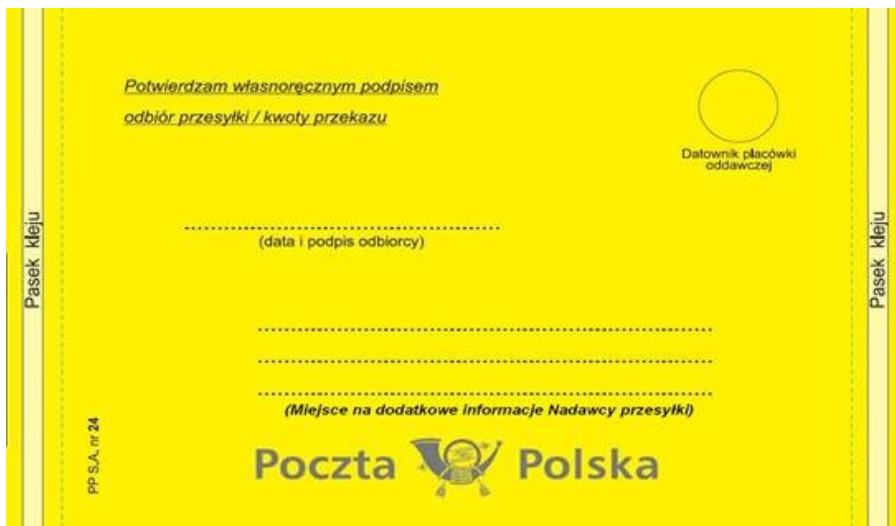 Potwierdzam własnoręcznym podpisem
odbiór przesyłki / kwoty przekazu
Datownik placówki
oddawczej
(data i podpis odbiorcy)
Pasek kleju
Pasek kleju
(Miejsce na dodatkowe informacje Nadawcy przesyłki)
PP S.A. nr 24
Poczta Polska